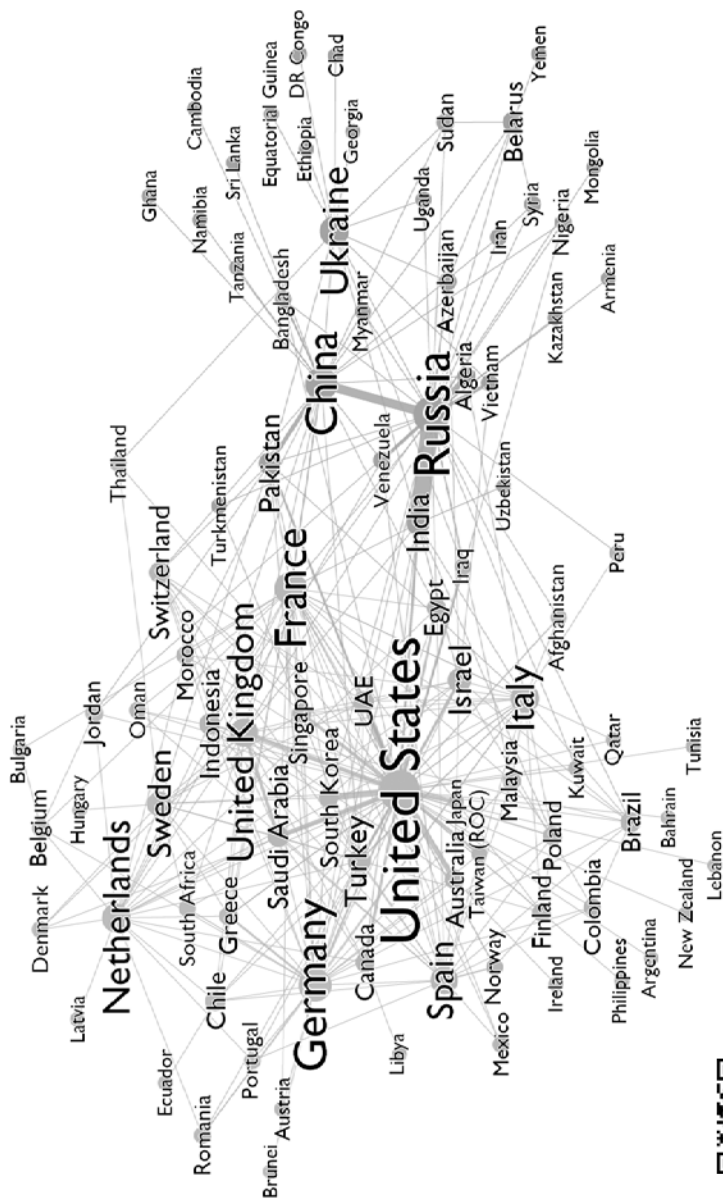 Bulgaria
Denmark
Belgium
Latvia
Hungary
Jordan
Netherlands
Thailand
Oman
Ghana
Sweden
Switzerland
Ecuador
South Africa
Morocco
Cambodia
Romania
Namibia
Indonesia
Chile
Turkmenistan
Greece
Tanzania
Sri Lanka
United Kingdom
Portugal
Brunei
Pakistan
Equatorial Guinea
Austria
Saudi Arabia
Bangladesh
France
Singapore
DR Congo
Ethiopia
Germany
China
South Korea
Ukraine
Chad
Georgia
Turkey
Canada
UAE
Myanmar
Venezuela
Libya
United States
India
Uganda
Russia
Egypt
Spain
Azerbaijan
Sudan
Australia
Japan
Israel
Iraq
Algeria
Taiwan (ROC)
Norway
Vietnam
Mexico
Uzbekistan
Iran
Malaysia
Belarus
Italy
Syria
Finland
Yemen
Ireland
Poland
Afghanistan
Kazakhstan
Nigeria
Kuwait
Colombia
Mongolia
Armenia
Philippines
Qatar
Peru
Brazil
Argentina
Bahrain
New Zealand
Tunisia
Lebanon